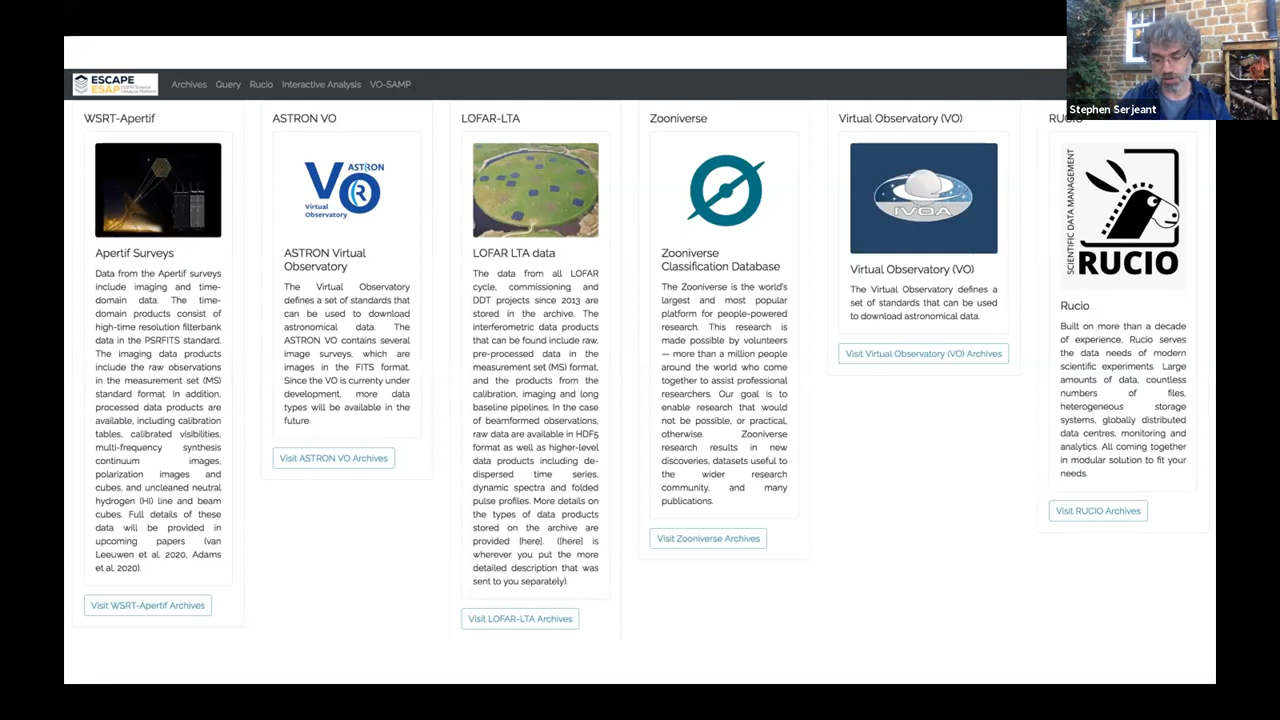 ESCAPE
ESAP
ESFRI Science
Analysis Platform
Archives Query Rucio Interactive Analysis VO-SAMP
Stephen Serjeant
WSRT-Apertif
Apertif Surveys
Data from the Apertif surveys
include imaging and time-
domain data. The time-
domain products consist of
high-time resolution filterbank
data in the PSRFITS standard.
The imaging data products
include the raw observations
in the measurement set (MS)
standard format. In addition,
processed data products are
available, including calibration
tables, calibrated visibilities,
multi-frequency synthesis
continuum images,
polarization images and
cubes, and uncleaned neutral
hydrogen (HI) line and beam
cubes. Full details of these
data will be provided in
upcoming papers (van
Leeuwen et al. 2020, Adams
et al. 2020).
Visit WSRT-Apertif Archives
ASTRON VO
ASTRON
VO
Virtual
Observatory
ASTRON Virtual
Observatory
The Virtual Observatory
defines a set of standards that
can be used to download
astronomical data. The
ASTRON VO contains several
image surveys, which are
images in the FITS format.
Since the VO is currenty under
development, more data
types will be available in the
future.
Visit ASTRON VO Archives
LOFAR-LTA
LOFAR LTA data
The data from all LOFAR
cycle, commissioning and
DDT projects since 2013 are
stored in the archive. The
interferometric data products
that can be found include raw,
pre-processed data in the
measurement set (MS) format,
and the products from the
calibration, imaging and long
baseline pipelines. In the case
of beamformed observations,
raw data are available in HDF5
format as well as higher-level
data products including de-
dispersed time series,
dynamic spectra and folded
pulse profiles. More details on
the types of data products
stored on the archive are
provided [here]. ([here] is
wherever you put the more
detailed description that was
sent to you separately).
Visit LOFAR-LTA Archives
Zooniverse
Zooniverse
Classification Database
The Zooniverse is the world's
largest and most popular
platform for people-powered
research. This research is
made possible by volunteers
— more than a million people
around the world who come
together to assist professional
researchers. Our goal is to
enable research that would
not be possible, or practical,
otherwise. Zooniverse
research results in new
discoveries, datasets useful to
the wider research
community, and many
publications.
Visit Zooniverse Archives
Virtual Observatory (VO)
IVOA
Virtual Observatory (VO)
The Virtual Observatory defines a
set of standards that can be used
to download astronomical data.
Visit Virtual Observatory (VO) Archives
RUCIO
SCIENTIFIC DATA MANAGEMENT
RUCIO
Rucio
Built on more than a decade
of experience, Rucio serves
the data needs of modern
scientific experiments. Large
amounts of data, countless
numbers of files,
heterogeneous storage
systems, globally distributed
data centres, monitoring and
analytics. All coming together
in modular solution to fit your
needs.
Visit RUCIO Archives